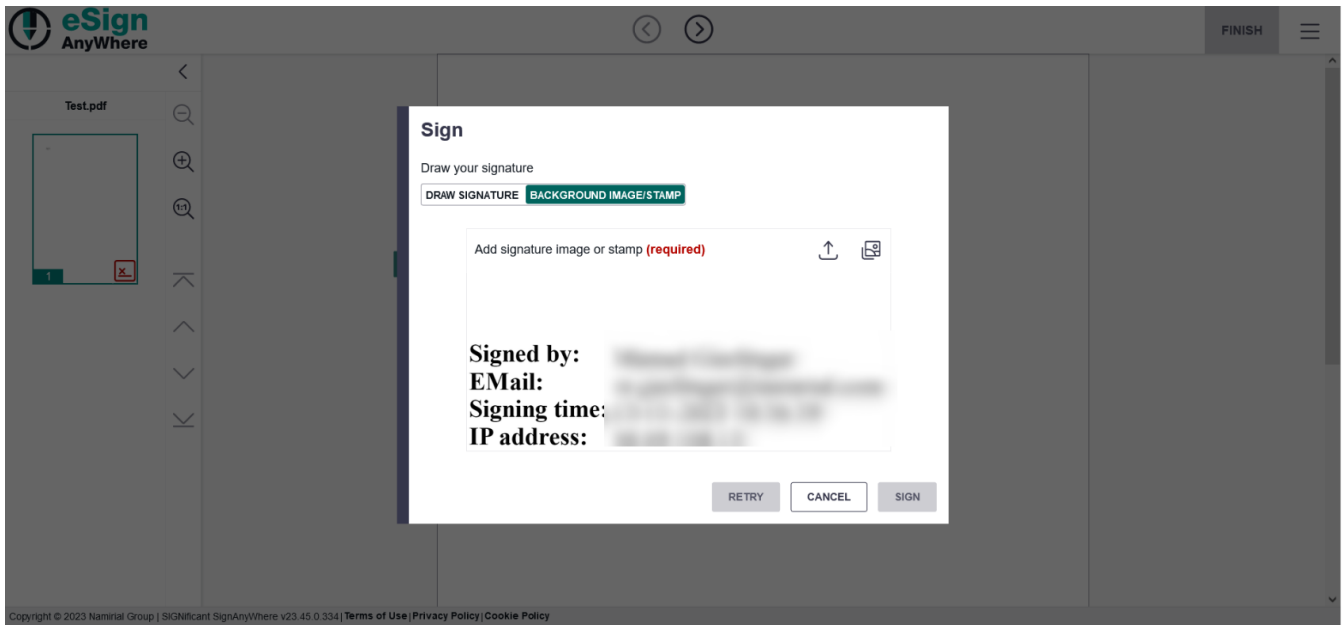 eSign
AnyWhere
FINISH
Test.pdf
1:1
1
x
Sign
Draw your signature
DRAW SIGNATURE BACKGROUND IMAGE/STAMP
Add signature image or stamp (required)
Signed by:
EMail:
Signing time:
IP address:
RETRY CANCEL SIGN
Copyright © 2023 Namirial Group | SIGNificant SignAnyWhere v23.45.0.334 | Terms of Use | Privacy Policy | Cookie Policy